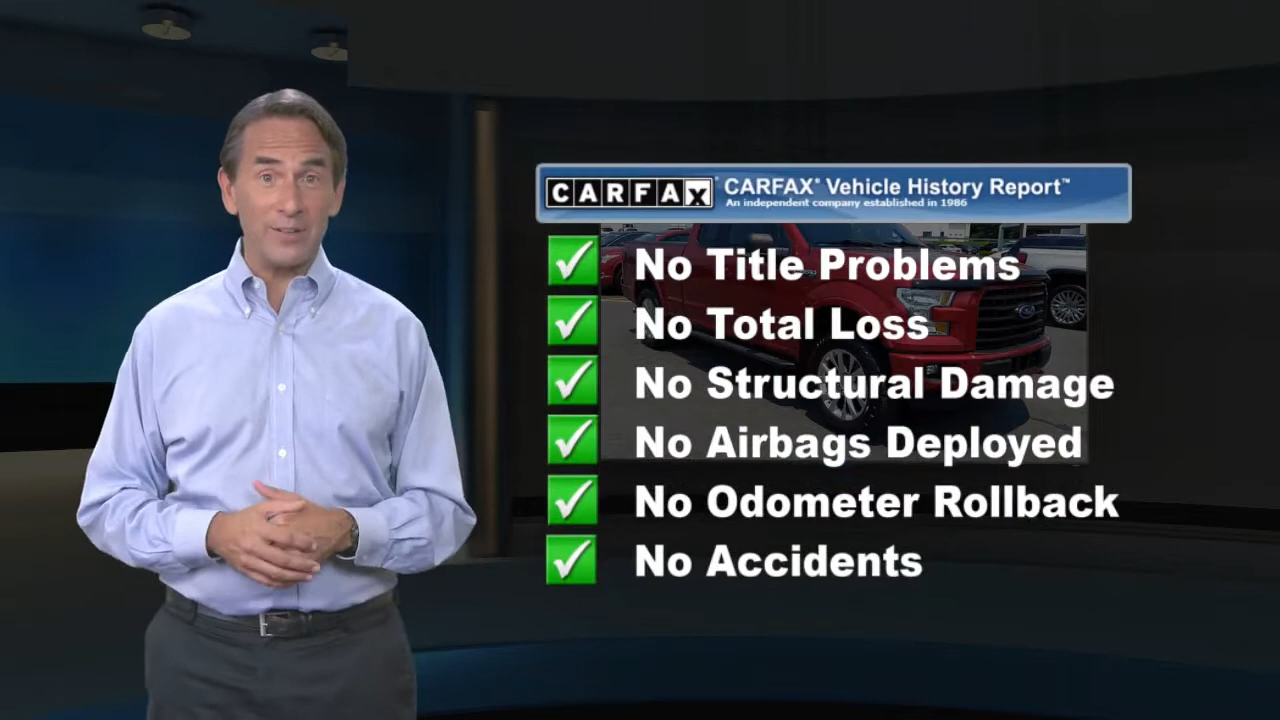 CARFAX
CARFAX® Vehicle History Report™
An independent company established in 1986
No Title Problems
No Total Loss
No Structural Damage
No Airbags Deployed
No Odometer Rollback
No Accidents
Ford